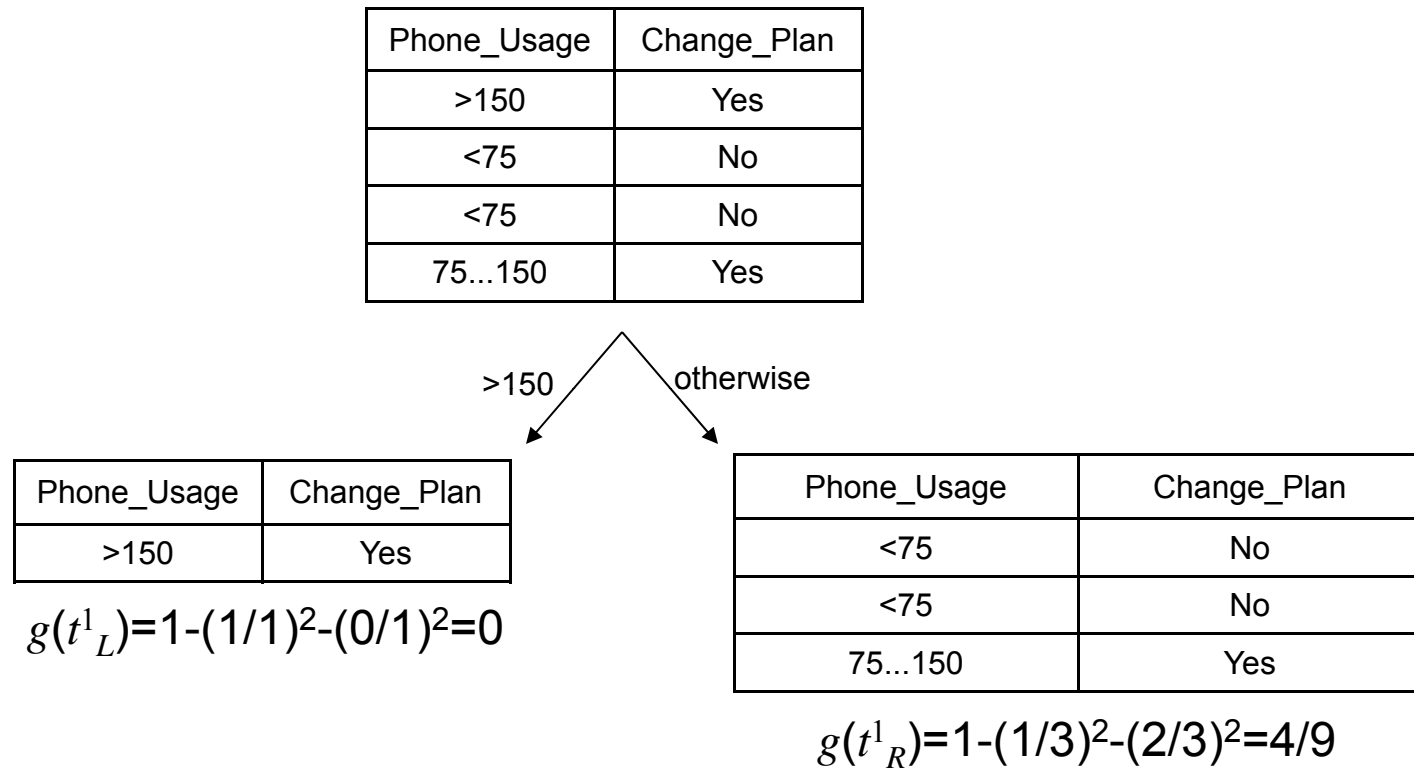 Phone_Usage Change_Plan
>150 Yes
<75 No
<75 No
75...150 Yes
>150 otherwise
Phone_Usage Change_Plan
>150 Yes
g(t¹_L)=1-(1/1)²-(0/1)²=0
Phone_Usage Change_Plan
<75 No
<75 No
75...150 Yes
g(t¹_R)=1-(1/3)²-(2/3)²=4/9